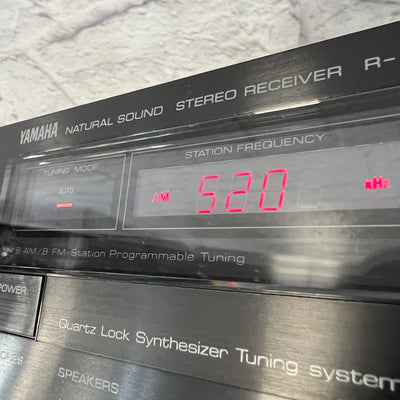 YAMAHA NATURAL SOUND STEREO RECEIVER R-
TUNING MODE
STATION FREQUENCY
AUTO
AM 520 kHz
8 AM/8 FM-Station Programmable Tuning
POWER
Quartz Lock Synthesizer Tuning system
SPEAKERS